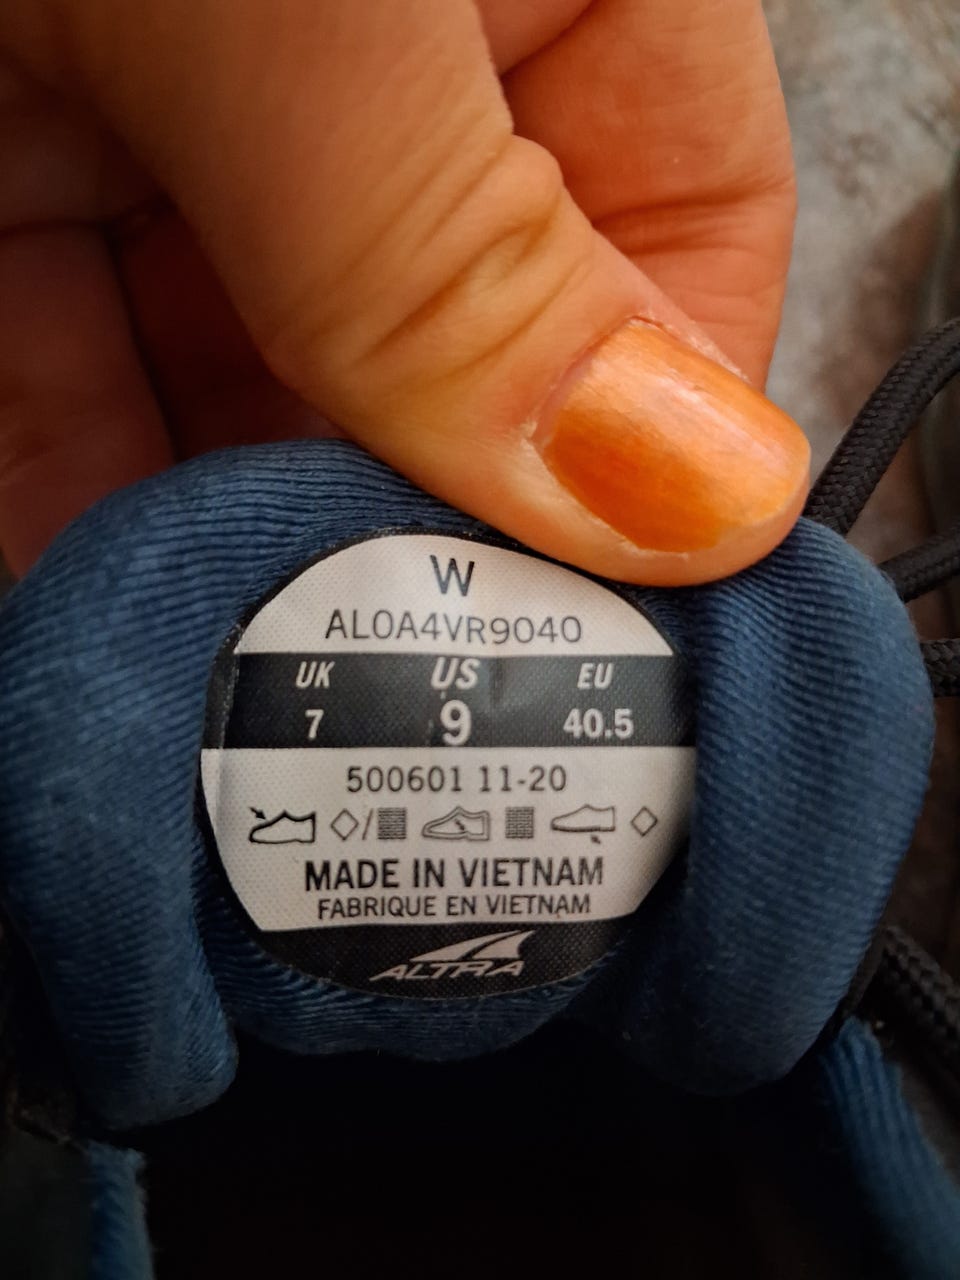 W
AL0A4VR9040
UK US EU
7 9 40.5
500601 11-20
MADE IN VIETNAM
FABRIQUE EN VIETNAM
ALTRA